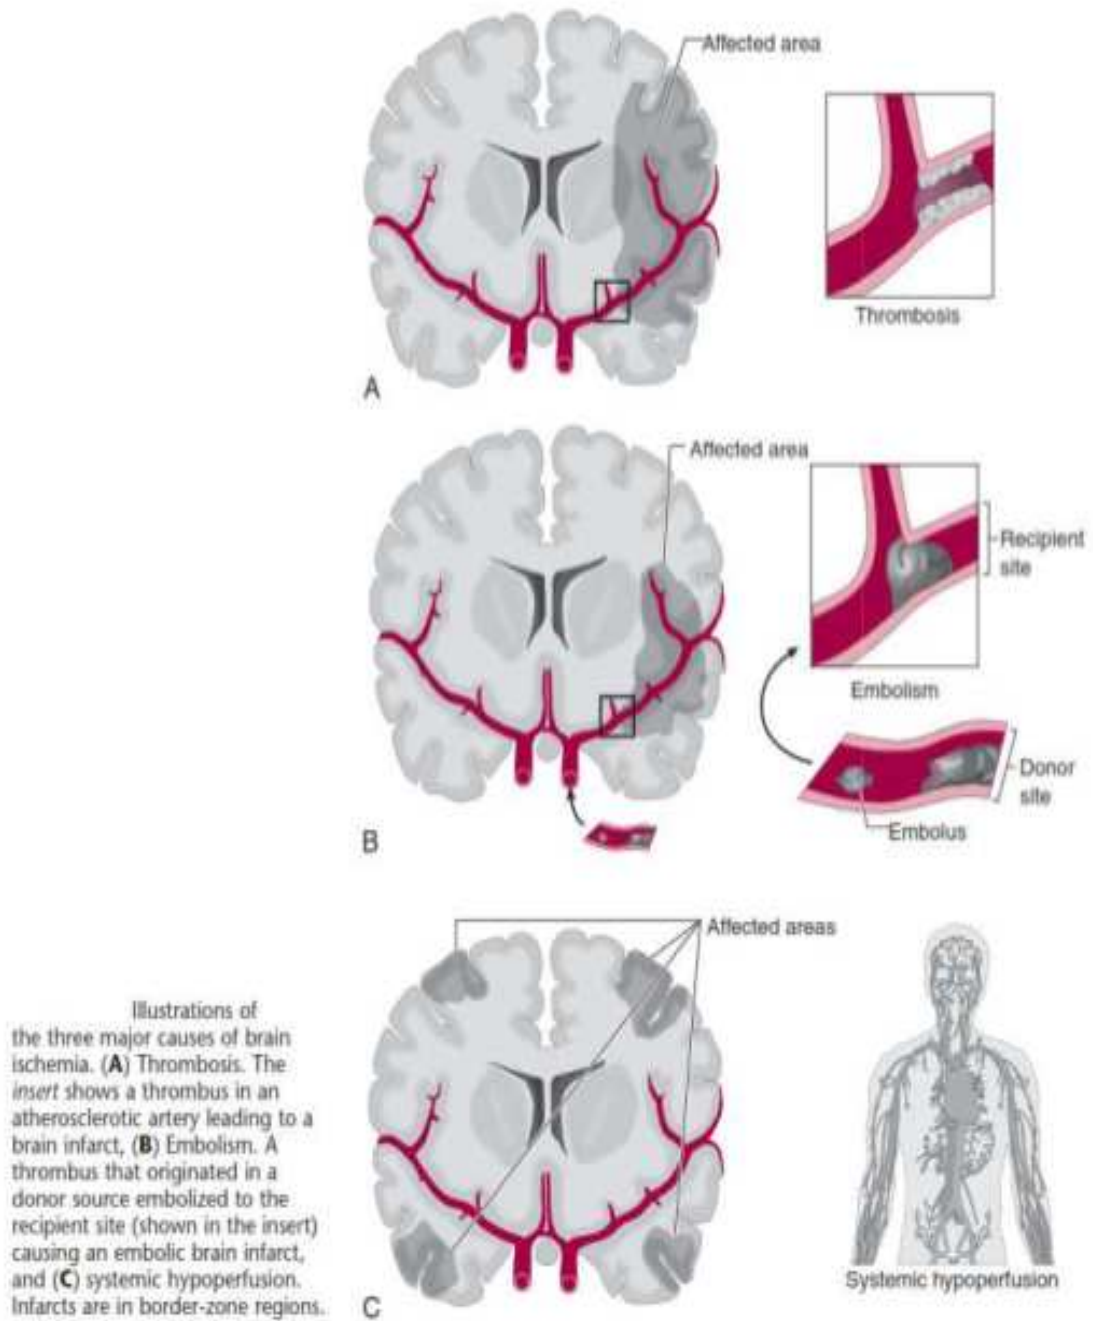 Affected area
Thrombosis
A
Affected area
Recipient
site
Embolism
Donor
site
Embolus
B
Affected areas
Illustrations of
the three major causes of brain
ischemia. (A) Thrombosis. The
insert shows a thrombus in an
atherosclerotic artery leading to a
brain infarct, (B) Embolism. A
thrombus that originated in a
donor source embolized to the
recipient site (shown in the insert)
causing an embolic brain infarct,
and (C) systemic hypoperfusion.
Infarcts are in border-zone regions.
Systemic hypoperfusion
C